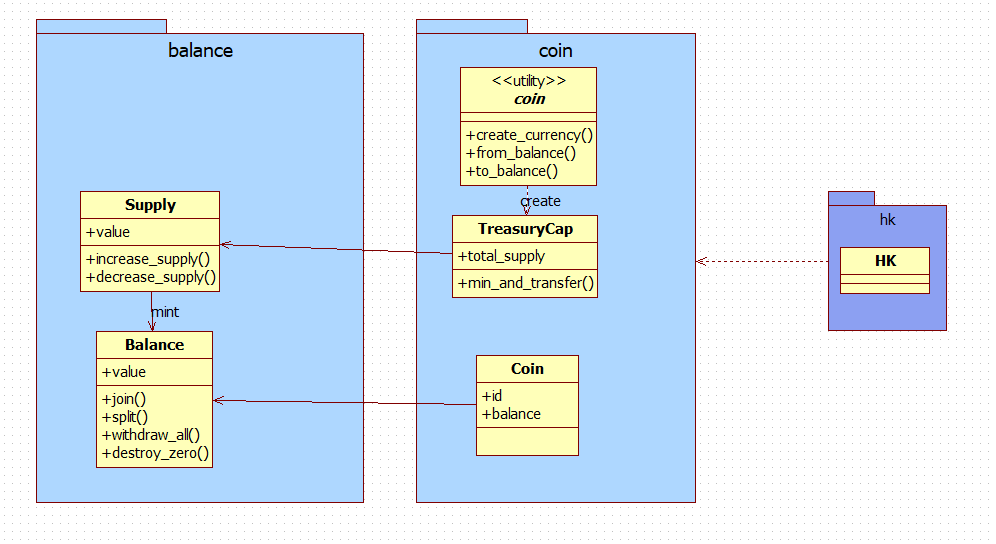 balance
Supply
+value
+increase_supply()
+decrease_supply()
mint
Balance
+value
+join()
+split()
+withdraw_all()
+destroy_zero()
coin
<<utility>>
coin
+create_currency()
+from_balance()
+to_balance()
create
TreasuryCap
+total_supply
+min_and_transfer()
Coin
+id
+balance
hk
HK